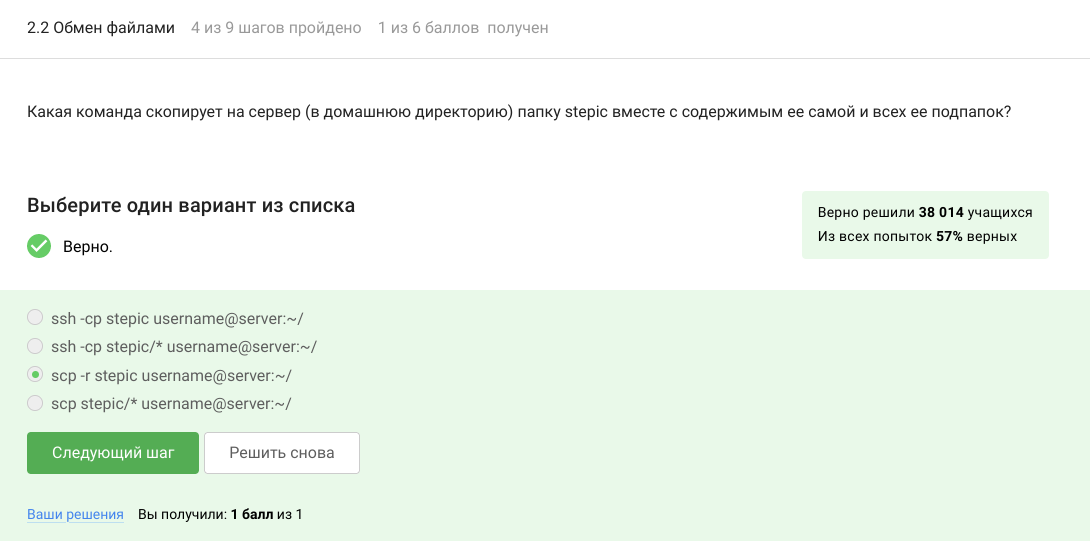 2.2 Обмен файлами 4 из 9 шагов пройдено 1 из 6 баллов получен
Какая команда скопирует на сервер (в домашнюю директорию) папку stepic вместе с содержимым ее самой и всех ее подпапок?
Выберите один вариант из списка
Верно.
Верно решили 38 014 учащихся
Из всех попыток 57% верных
ssh -cp stepic username@server:~/
ssh -cp stepic/* username@server:~/
scp -r stepic username@server:~/
scp stepic/* username@server:~/
Следующий шаг Решить снова
Ваши решения Вы получили: 1 балл из 1